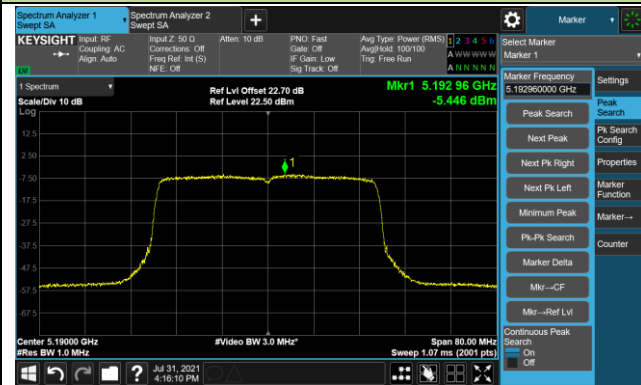 Spectrum Analyzer 1
Swept SA
Spectrum Analyzer 2
Swept SA
+
Marker
KEYSIGHT
Input: RF
Coupling: AC
Align: Auto
Input Z: 50 Ω
Corrections: Off
Freq Ref: Int (S)
NFE: Off
Atten: 10 dB
PNO: Fast
Gate: Off
IF Gain: Low
Sig Track: Off
Avg Type: Power (RMS)
Avg|Hold: 100/100
Trig: Free Run
1 2 3 4 5 6
A W W W W W
A N N N N N
LXI
Select Marker
Marker 1
1 Spectrum
Scale/Div 10 dB
Log
Ref Lvl Offset 22.70 dB
Ref Level 22.50 dBm
Mkr1 5.192 96 GHz
-5.446 dBm
12.5
2.50
-7.50
-17.5
-27.5
-37.5
-47.5
-57.5
-67.5
1
Center 5.19000 GHz
#Res BW 1.0 MHz
#Video BW 3.0 MHz*
Span 80.00 MHz
Sweep 1.07 ms (2001 pts)
Marker Frequency
5.192960000 GHz
Peak Search
Next Peak
Next Pk Right
Next Pk Left
Minimum Peak
Pk-Pk Search
Marker Delta
Mkr→CF
Mkr→Ref Lvl
Continuous Peak
Search
On
Off
Settings
Peak
Search
Pk Search
Config
Properties
Marker
Function
Marker→
Counter
?
Jul 31, 2021
4:16:10 PM